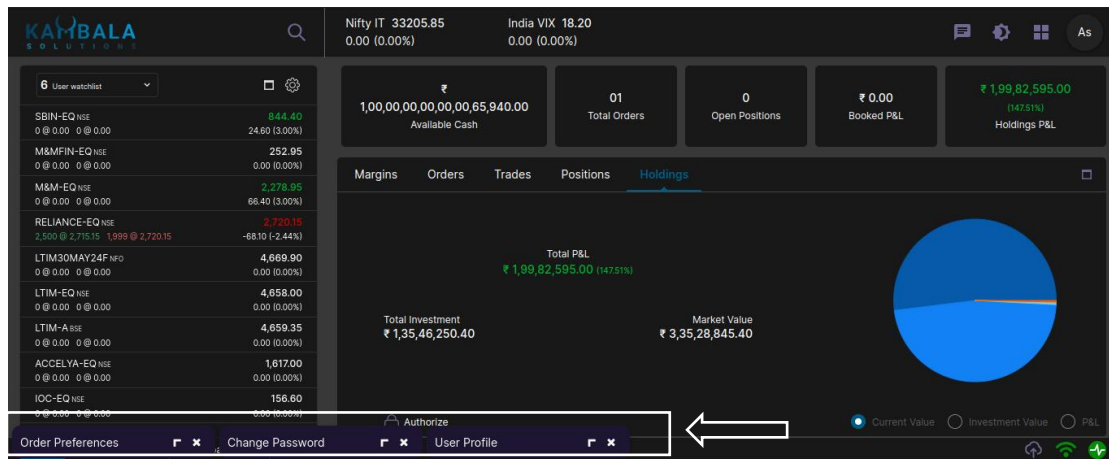 KAMBALA
SOLUTIONS
Nifty IT 33205.85
0.00 (0.00%)
India VIX 18.20
0.00 (0.00%)
As
6 User watchlist
SBIN-EQ NSE 844.40
0 @ 0.00 0 @ 0.00 24.60 (3.00%)
M&MFIN-EQ NSE 252.95
0 @ 0.00 0 @ 0.00 0.00 (0.00%)
M&M-EQ NSE 2,278.95
0 @ 0.00 0 @ 0.00 66.40 (3.00%)
RELIANCE-EQ NSE 2,720.15
2,500 @ 2,715.15 1,999 @ 2,720.15 -68.10 (-2.44%)
LTIM30MAY24F NFO 4,669.90
0 @ 0.00 0 @ 0.00 0.00 (0.00%)
LTIM-EQ NSE 4,658.00
0 @ 0.00 0 @ 0.00 0.00 (0.00%)
LTIM-A BSE 4,659.35
0 @ 0.00 0 @ 0.00 0.00 (0.00%)
ACCELYA-EQ NSE 1,617.00
0 @ 0.00 0 @ 0.00 0.00 (0.00%)
IOC-EQ NSE 156.60
0 @ 0.00 0 @ 0.00 0.00 (0.00%)
₹
1,00,00,00,00,00,00,65,940.00
Available Cash
01
Total Orders
0
Open Positions
₹ 0.00
Booked P&L
₹ 1,99,82,595.00
(147.51%)
Holdings P&L
Margins Orders Trades Positions Holdings
Total P&L
₹ 1,99,82,595.00 (147.51%)
Total Investment
₹ 1,35,46,250.40
Market Value
₹ 3,35,28,845.40
Authorize
Current Value Investment Value P&L
Order Preferences
Change Password
User Profile